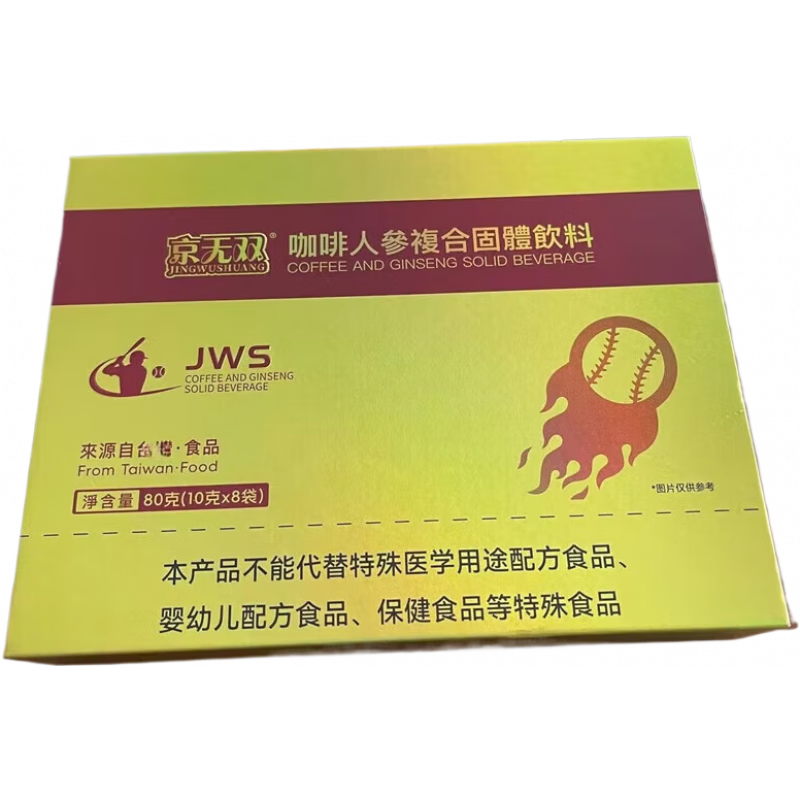 京无双® 咖啡人參複合固體飲料
JINGWUSHUANG COFFEE AND GINSENG SOLID BEVERAGE
JWS
COFFEE AND GINSENG
SOLID BEVERAGE
來源自台·食品
From Taiwan·Food
淨含量 80克(10克x8袋)
*图片仅供参考
本产品不能代替特殊医学用途配方食品、
婴幼儿配方食品、保健食品等特殊食品